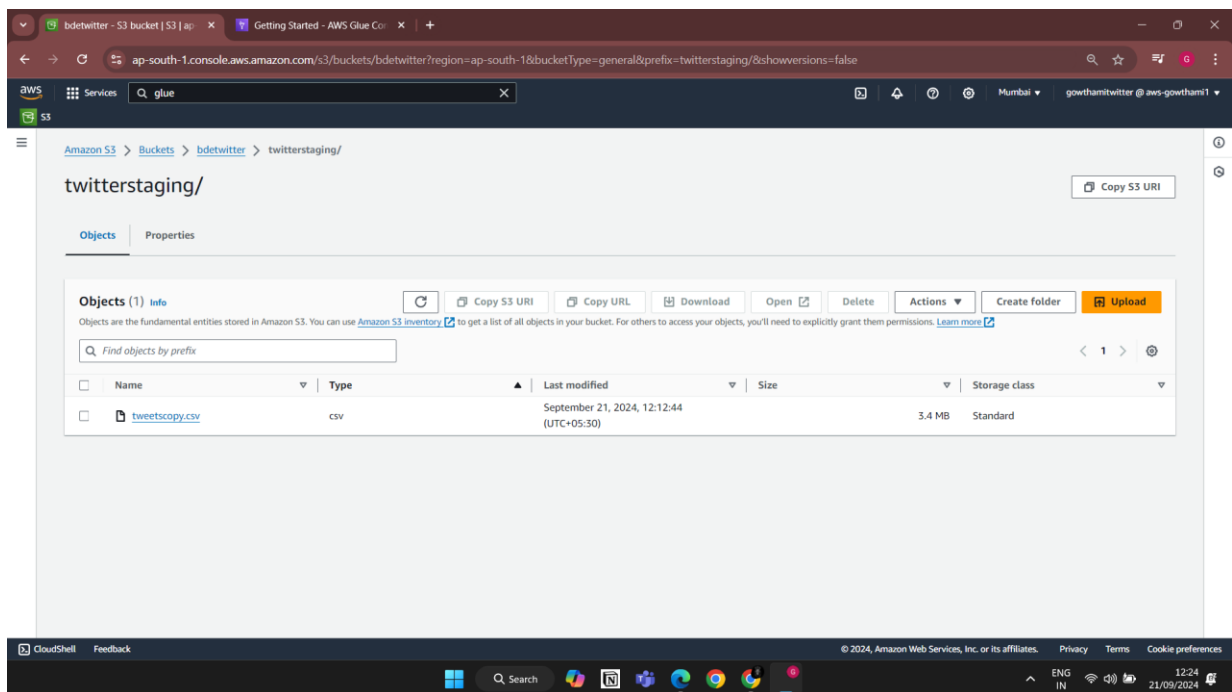 bdetwitter - S3 bucket | S3 | ap
Getting Started - AWS Glue Con
ap-south-1.console.aws.amazon.com/s3/buckets/bdetwitter?region=ap-south-1&bucketType=general&prefix=twitterstaging/&showversions=false
G
aws
Services
glue
Mumbai
gowthamitwitter @ aws-gowthami1
S3
Amazon S3 > Buckets > bdetwitter > twitterstaging/
twitterstaging/
Copy S3 URI
Objects
Properties
Objects (1) Info
Copy S3 URI
Copy URL
Download
Open
Delete
Actions
Create folder
Upload
Objects are the fundamental entities stored in Amazon S3. You can use Amazon S3 inventory to get a list of all objects in your bucket. For others to access your objects, you'll need to explicitly grant them permissions. Learn more
Find objects by prefix
< 1 >
Name
Type
Last modified
Size
Storage class
tweetscopy.csv
csv
September 21, 2024, 12:12:44
(UTC+05:30)
3.4 MB
Standard
CloudShell
Feedback
© 2024, Amazon Web Services, Inc. or its affiliates.
Privacy
Terms
Cookie preferences
Search
ENG
IN
12:24
21/09/2024